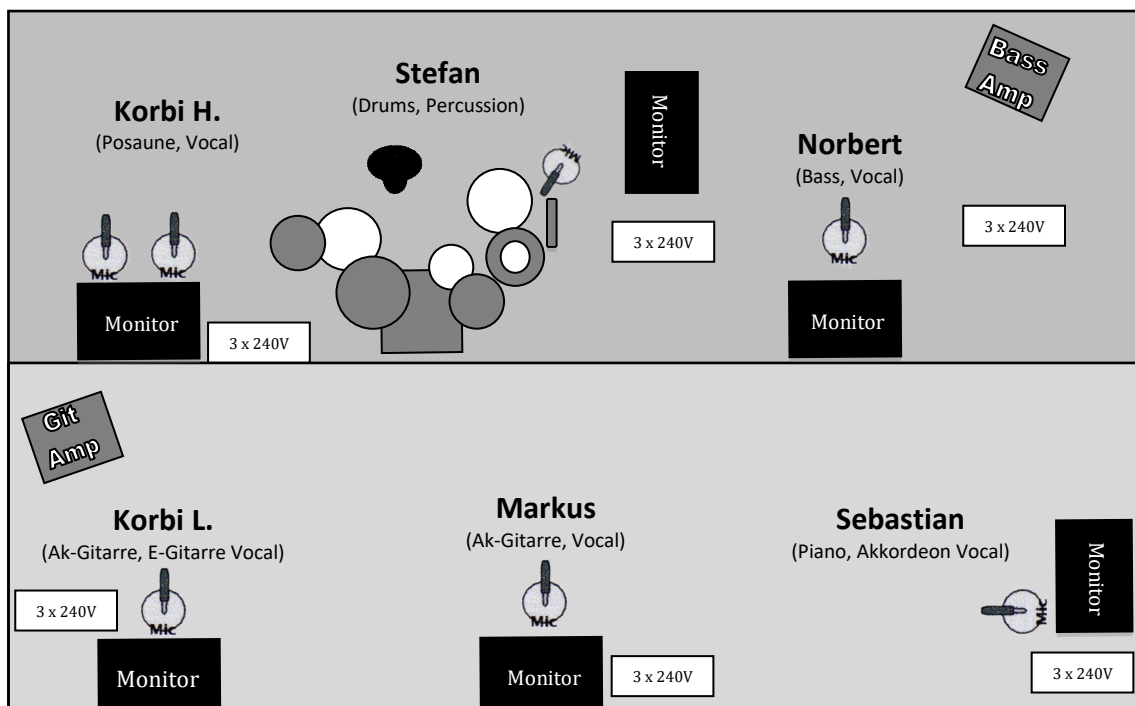 Stefan
(Drums, Percussion)
Monitor
Bass
Amp
Korbi H.
(Posaune, Vocal)
Norbert
(Bass, Vocal)
Mic
3 x 240V
3 x 240V
Mic
Mic
Mic
Monitor
3 x 240V
Monitor
Git
Amp
Korbi L.
(Ak-Gitarre, E-Gitarre Vocal)
Markus
(Ak-Gitarre, Vocal)
Sebastian
(Piano, Akkordeon Vocal)
Monitor
3 x 240V
Mic
Mic
Mic
Monitor
Monitor
3 x 240V
3 x 240V